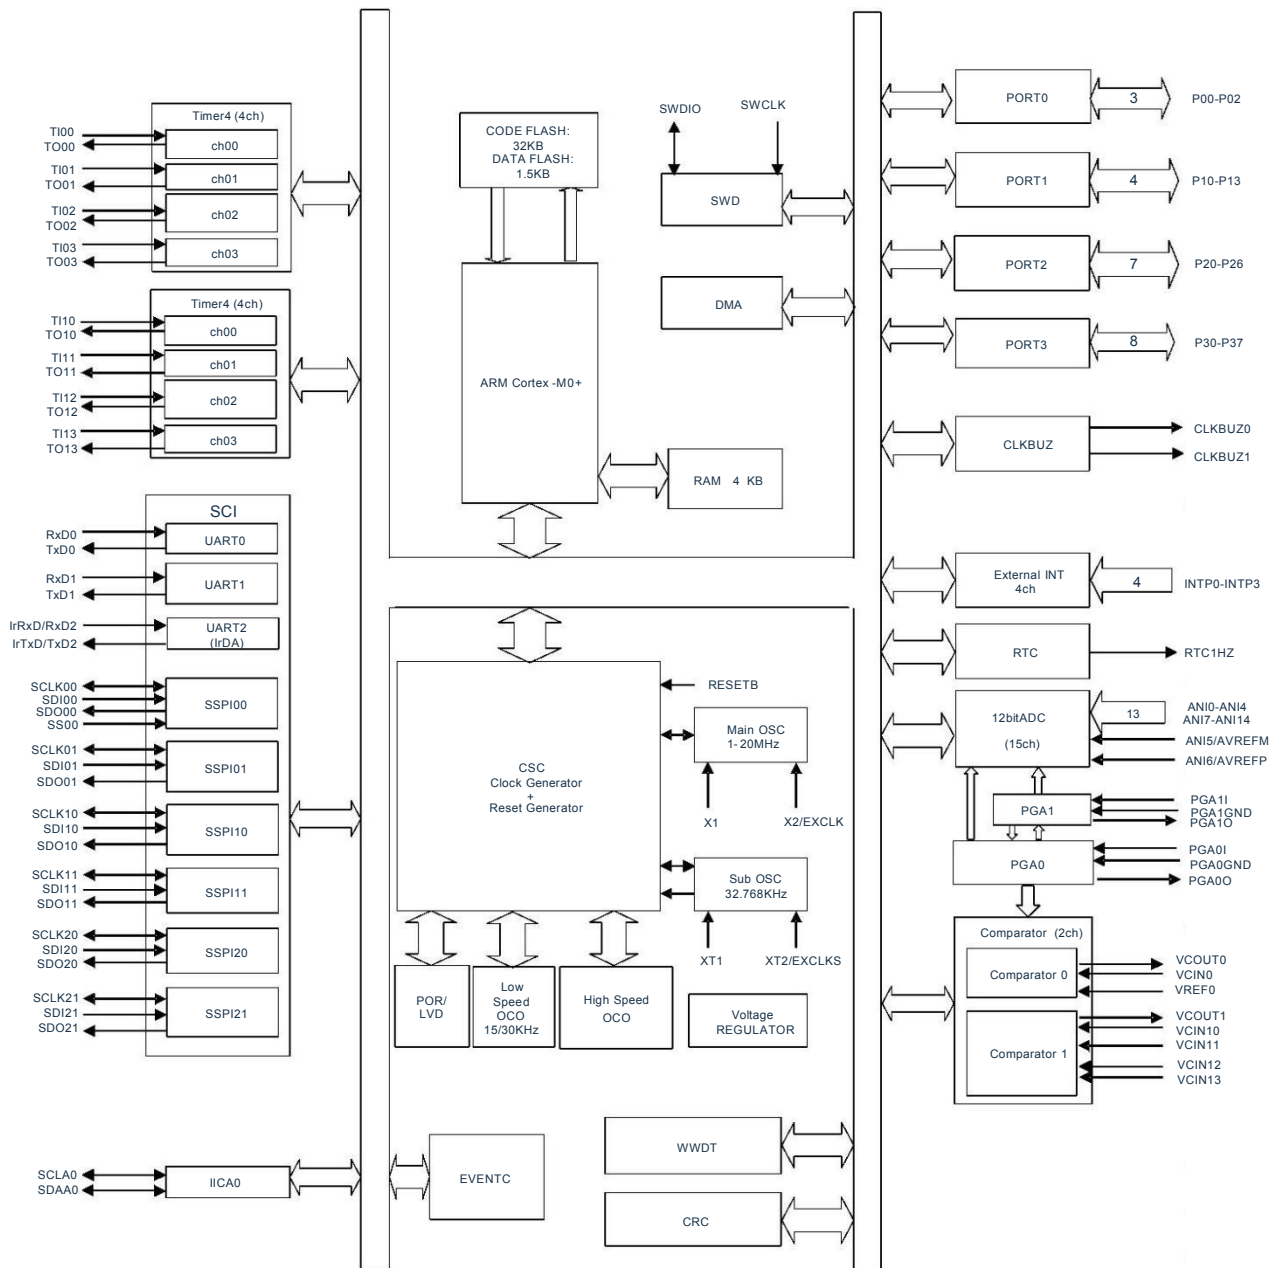 Timer4 (4ch)
TI00
TO00
ch00
TI01
TO01
ch01
TI02
TO02
ch02
TI03
TO03
ch03
Timer4 (4ch)
TI10
TO10
ch00
TI11
TO11
ch01
TI12
TO12
ch02
TI13
TO13
ch03
SCI
RxD0
TxD0
UART0
RxD1
TxD1
UART1
IrRxD/RxD2
IrTxD/TxD2
UART2
(IrDA)
SCLK00
SDI00
SDO00
SS00
SSPI00
SCLK01
SDI01
SDO01
SSPI01
SCLK10
SDI10
SDO10
SSPI10
SCLK11
SDI11
SDO11
SSPI11
SCLK20
SDI20
SDO20
SSPI20
SCLK21
SDI21
SDO21
SSPI21
SCLA0
SDAA0
IICA0
CODE FLASH:
32KB
DATA FLASH:
1.5KB
ARM Cortex -M0+
RAM 4 KB
SWDIO
SWCLK
SWD
DMA
CSC
Clock Generator
+
Reset Generator
RESETB
Main OSC
1-20MHz
X1
X2/EXCLK
Sub OSC
32.768KHz
XT1
XT2/EXCLKS
POR/
LVD
Low
Speed
OCO
15/30KHz
High Speed
OCO
Voltage
REGULATOR
EVENTC
WWDT
CRC
PORT0
3
P00-P02
PORT1
4
P10-P13
PORT2
7
P20-P26
PORT3
8
P30-P37
CLKBUZ
CLKBUZ0
CLKBUZ1
External INT
4ch
4
INTP0-INTP3
RTC
RTC1HZ
12bitADC
(15ch)
13
ANI0-ANI4
ANI7-ANI14
ANI5/AVREFM
ANI6/AVREFP
PGA1
PGA1I
PGA1GND
PGA1O
PGA0
PGA0I
PGA0GND
PGA0O
Comparator (2ch)
Comparator 0
VCOUT0
VCIN0
VREF0
Comparator 1
VCOUT1
VCIN10
VCIN11
VCIN12
VCIN13